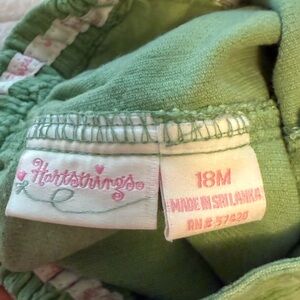 Hartstrings
18M
MADE IN SRI LANKA
RN # 57420